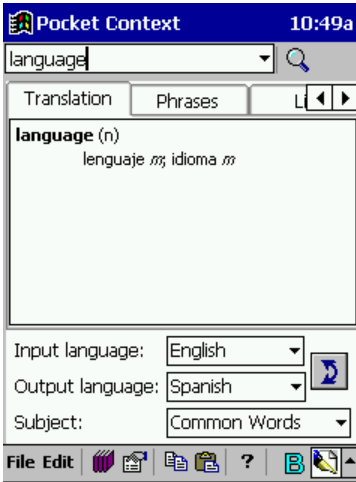 Pocket Context 10:49a
language
Translation Phrases Li
language (n)
lenguaje m; idioma m
Input language: English
Output language: Spanish
Subject: Common Words
File Edit ? B